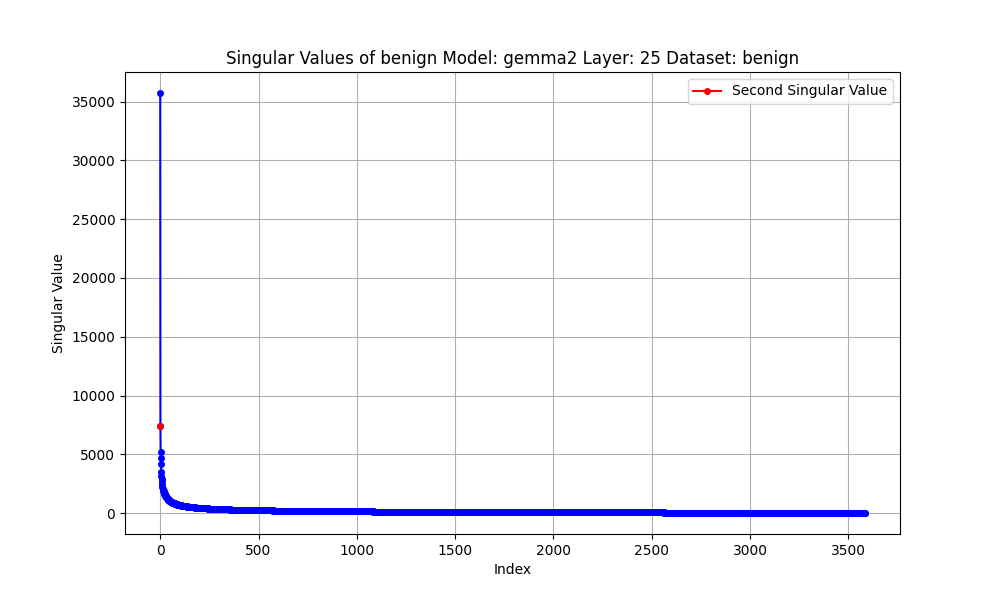 Singular Values of benign Model: gemma2 Layer: 25 Dataset: benign
Second Singular Value
35000
30000
25000
20000
15000
10000
5000
0
Singular Value
0 500 1000 1500 2000 2500 3000 3500
Index